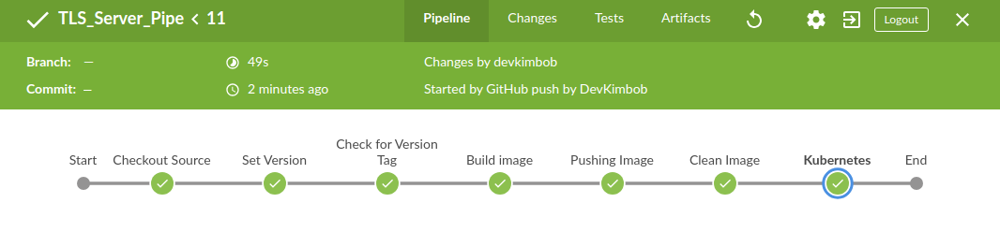 TLS_Server_Pipe < 11
Pipeline
Changes
Tests
Artifacts
Logout
Branch: —
49s
Changes by devkimbob
Commit: —
2 minutes ago
Started by GitHub push by DevKimbob
Start
Checkout Source
Set Version
Check for Version
Tag
Build image
Pushing Image
Clean Image
Kubernetes
End